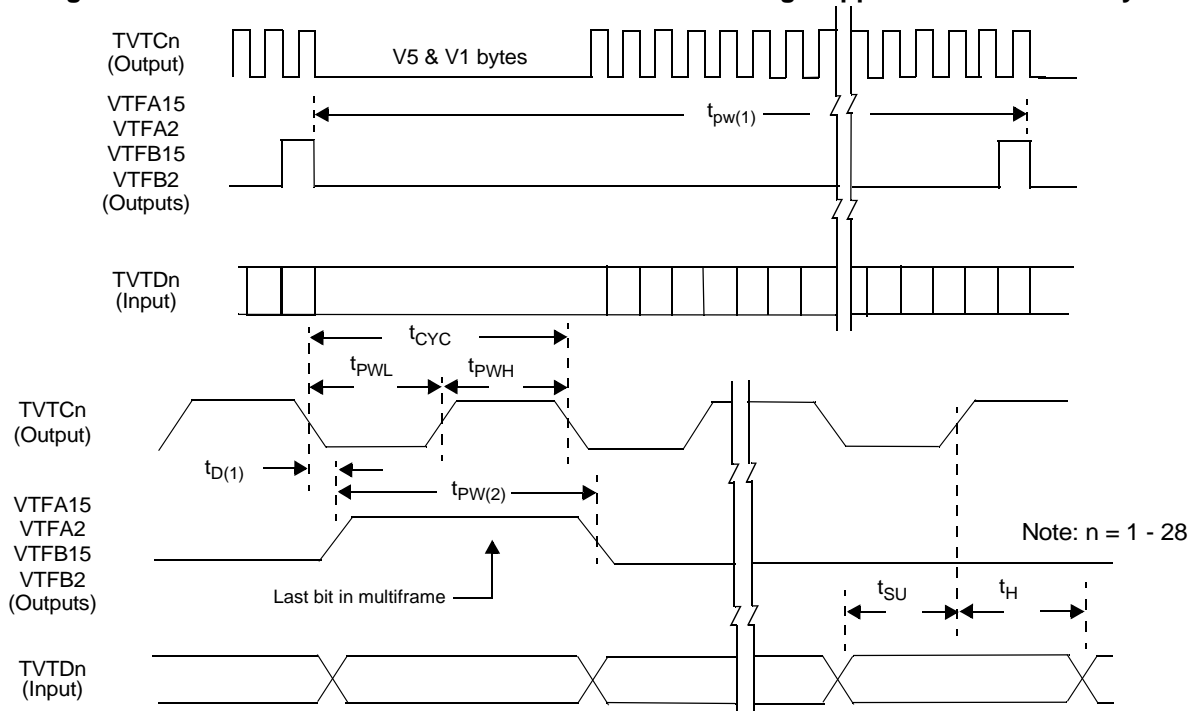 TVTCn
(Output)
V5 & V1 bytes
VTFA15
VTFA2
VTFB15
VTFB2
(Outputs)
tpw(1)
TVTDn
(Input)
tCYC
tPWL
tPWH
TVTCn
(Output)
tD(1)
tPW(2)
VTFA15
VTFA2
VTFB15
VTFB2
(Outputs)
Note: n = 1 - 28
Last bit in multiframe
tSU
tH
TVTDn
(Input)